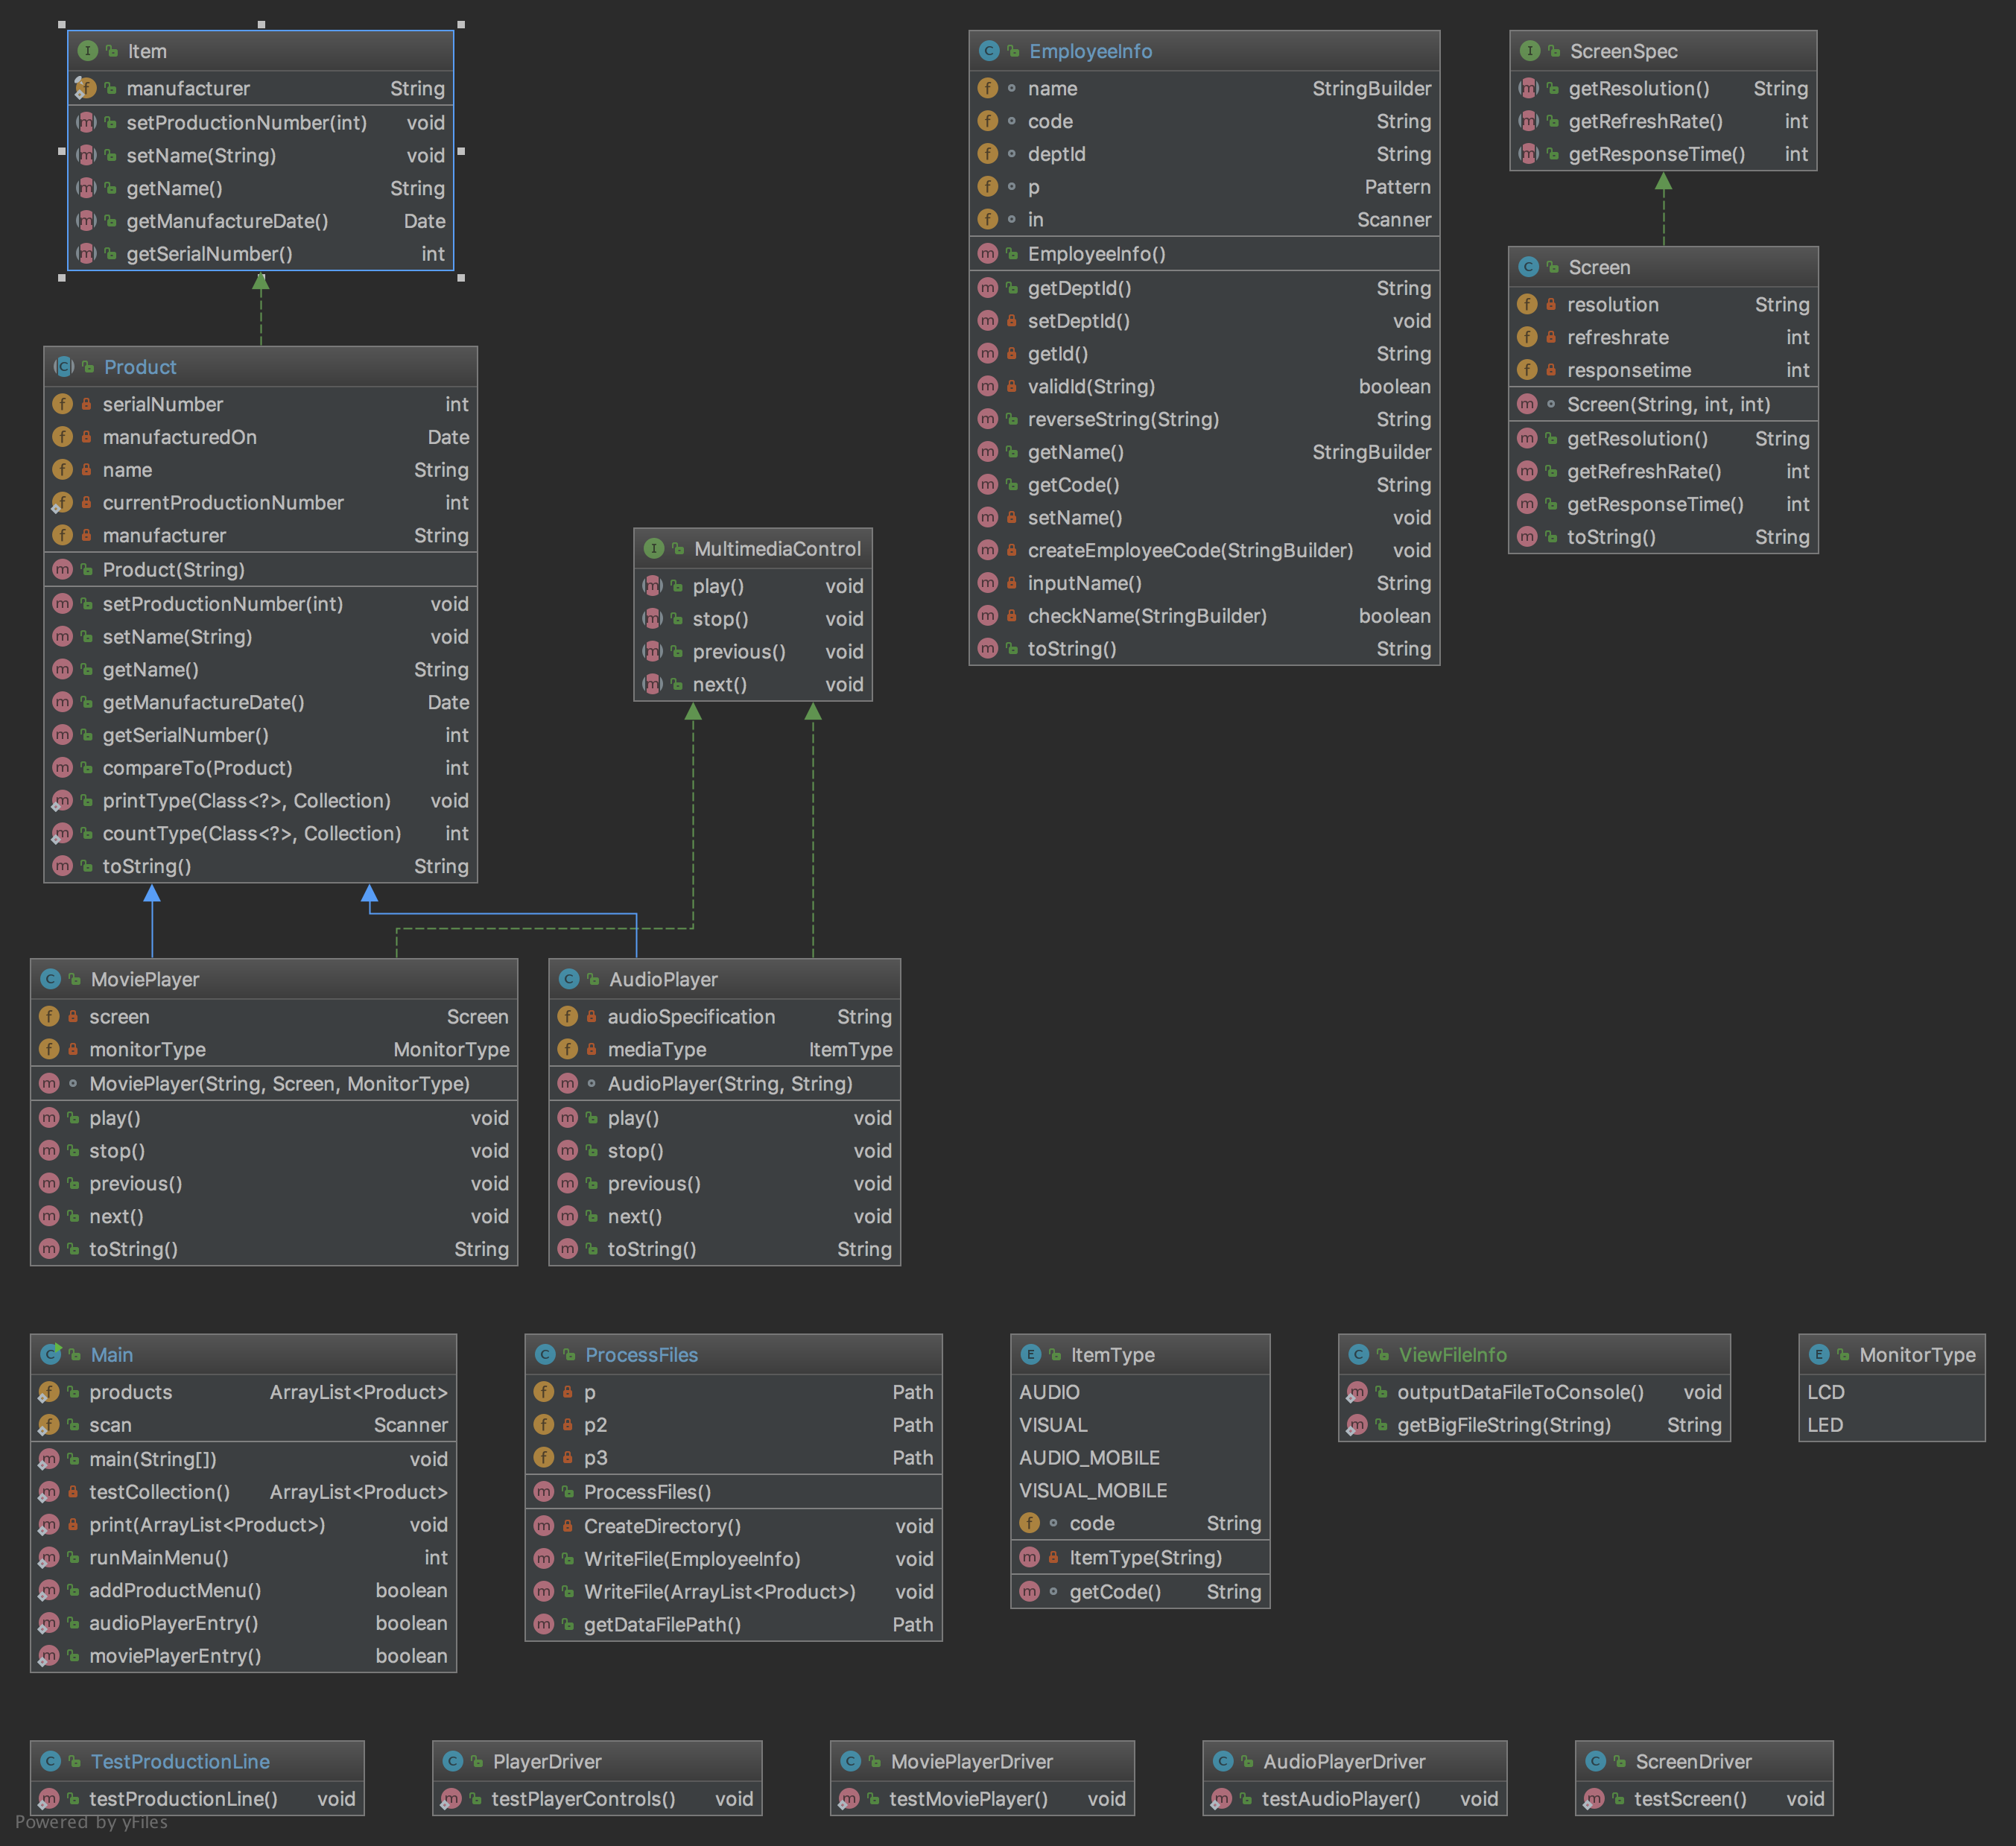 Item
manufacturer String
setProductionNumber(int) void
setName(String) void
getName() String
getManufactureDate() Date
getSerialNumber() int
EmployeeInfo
name StringBuilder
code String
deptId String
p Pattern
in Scanner
EmployeeInfo()
getDeptId() String
setDeptId() void
getId() String
validId(String) boolean
reverseString(String) String
getName() StringBuilder
getCode() String
setName() void
createEmployeeCode(StringBuilder) void
inputName() String
checkName(StringBuilder) boolean
toString() String
ScreenSpec
getResolution() String
getRefreshRate() int
getResponseTime() int
Screen
resolution String
refreshrate int
responsetime int
Screen(String, int, int)
getResolution() String
getRefreshRate() int
getResponseTime() int
toString() String
Product
serialNumber int
manufacturedOn Date
name String
currentProductionNumber int
manufacturer String
Product(String)
setProductionNumber(int) void
setName(String) void
getName() String
getManufactureDate() Date
getSerialNumber() int
compareTo(Product) int
printType(Class<?>, Collection) void
countType(Class<?>, Collection) int
toString() String
MultimediaControl
play() void
stop() void
previous() void
next() void
MoviePlayer
screen Screen
monitorType MonitorType
MoviePlayer(String, Screen, MonitorType)
play() void
stop() void
previous() void
next() void
toString() String
AudioPlayer
audioSpecification String
mediaType ItemType
AudioPlayer(String, String)
play() void
stop() void
previous() void
next() void
toString() String
Main
products ArrayList<Product>
scan Scanner
main(String[]) void
testCollection() ArrayList<Product>
print(ArrayList<Product>) void
runMainMenu() int
addProductMenu() boolean
audioPlayerEntry() boolean
moviePlayerEntry() boolean
ProcessFiles
p Path
p2 Path
p3 Path
ProcessFiles()
CreateDirectory() void
WriteFile(EmployeeInfo) void
WriteFile(ArrayList<Product>) void
getDataFilePath() Path
ItemType
AUDIO
VISUAL
AUDIO_MOBILE
VISUAL_MOBILE
code String
ItemType(String)
getCode() String
ViewFileInfo
outputDataFileToConsole() void
getBigFileString(String) String
MonitorType
LCD
LED
TestProductionLine
testProductionLine() void
PlayerDriver
testPlayerControls() void
MoviePlayerDriver
testMoviePlayer() void
AudioPlayerDriver
testAudioPlayer() void
ScreenDriver
testScreen() void
Powered by yFiles